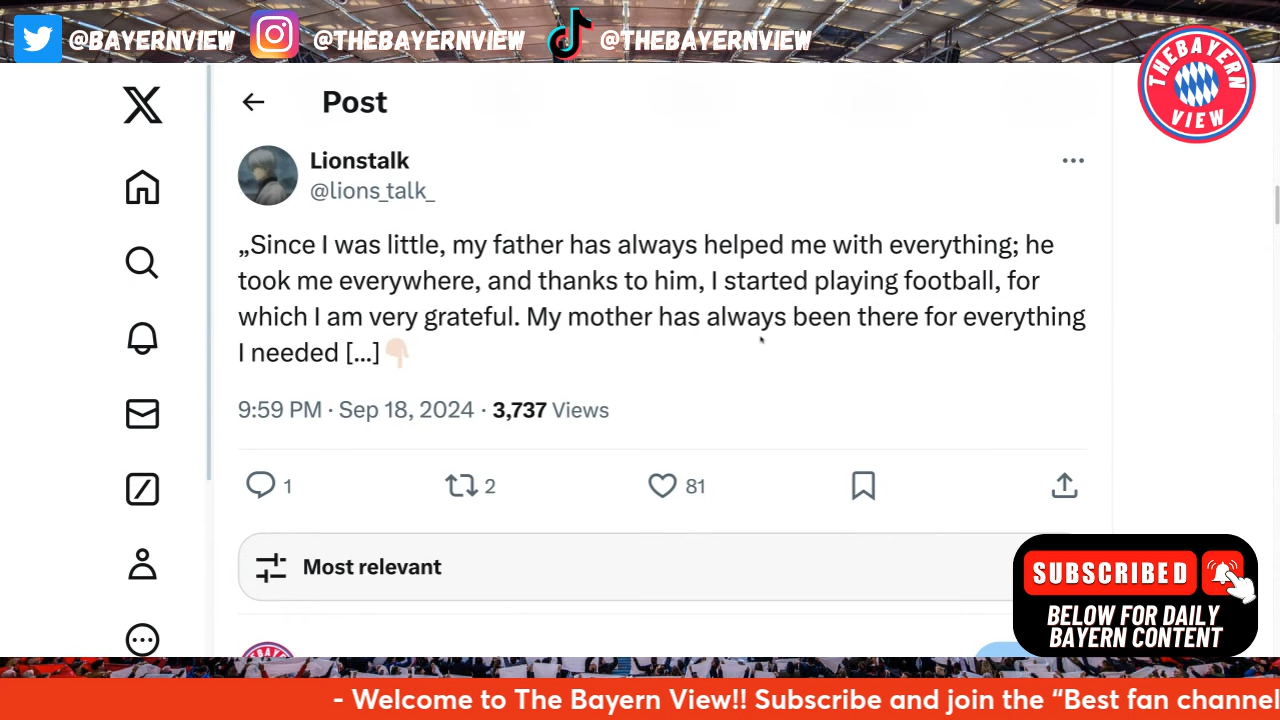 @BAYERNVIEW @THEBAYERNVIEW @THEBAYERNVIEW
THEBAYERN
VIEW
Post
Lionstalk
@lions_talk_
„Since I was little, my father has always helped me with everything; he
took me everywhere, and thanks to him, I started playing football, for
which I am very grateful. My mother has always been there for everything
I needed [...]
9:59 PM · Sep 18, 2024 · 3,737 Views
1 2 81
Most relevant
SUBSCRIBED
BELOW FOR DAILY
BAYERN CONTENT
- Welcome to The Bayern View!! Subscribe and join the “Best fan channel